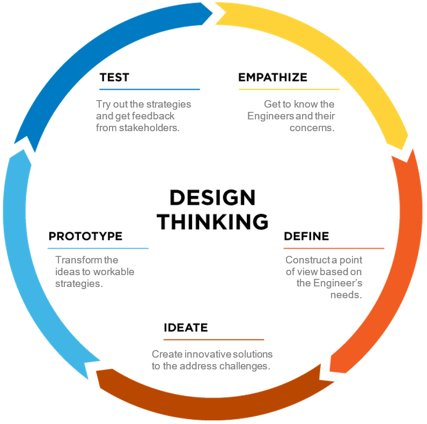 TEST
Try out the strategies
and get feedback
from stakeholders.
EMPATHIZE
Get to know the
Engineers and their
concerns.
DESIGN
THINKING
PROTOTYPE
Transform the
ideas to workable
strategies.
DEFINE
Construct a point
of view based on
the Engineer's
needs.
IDEATE
Create innovative solutions
to the address challenges.